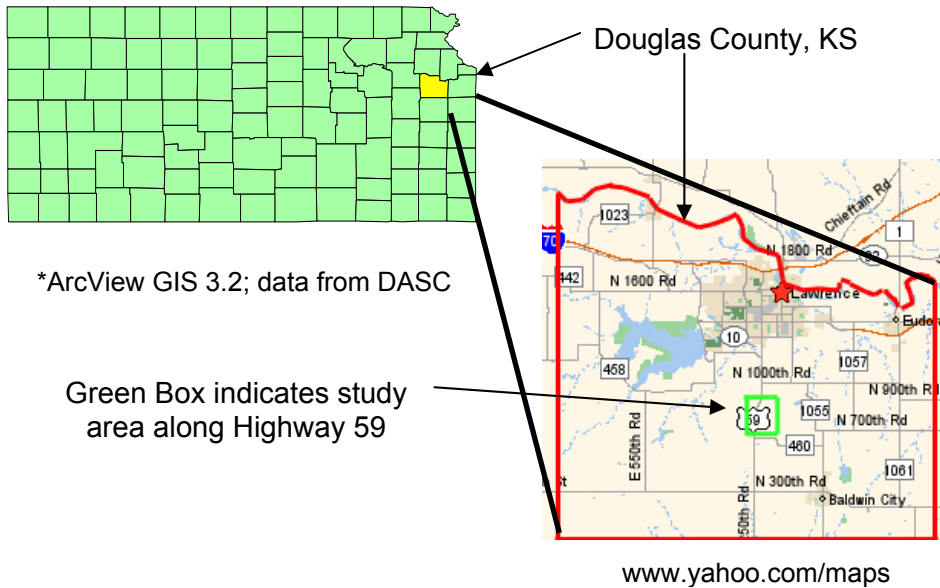 Douglas County, KS
*ArcView GIS 3.2; data from DASC
Green Box indicates study
area along Highway 59
Chieftain Rd
1023
1
70
N 1800 Rd
442
N 1600 Rd
Lawrence
10
1057
458
N 1000th Rd
N 900th R
59
1055
N 700th Rd
E 550th Rd
460
1061
N 300th Rd
Baldwin City
50th Rd
www.yahoo.com/maps